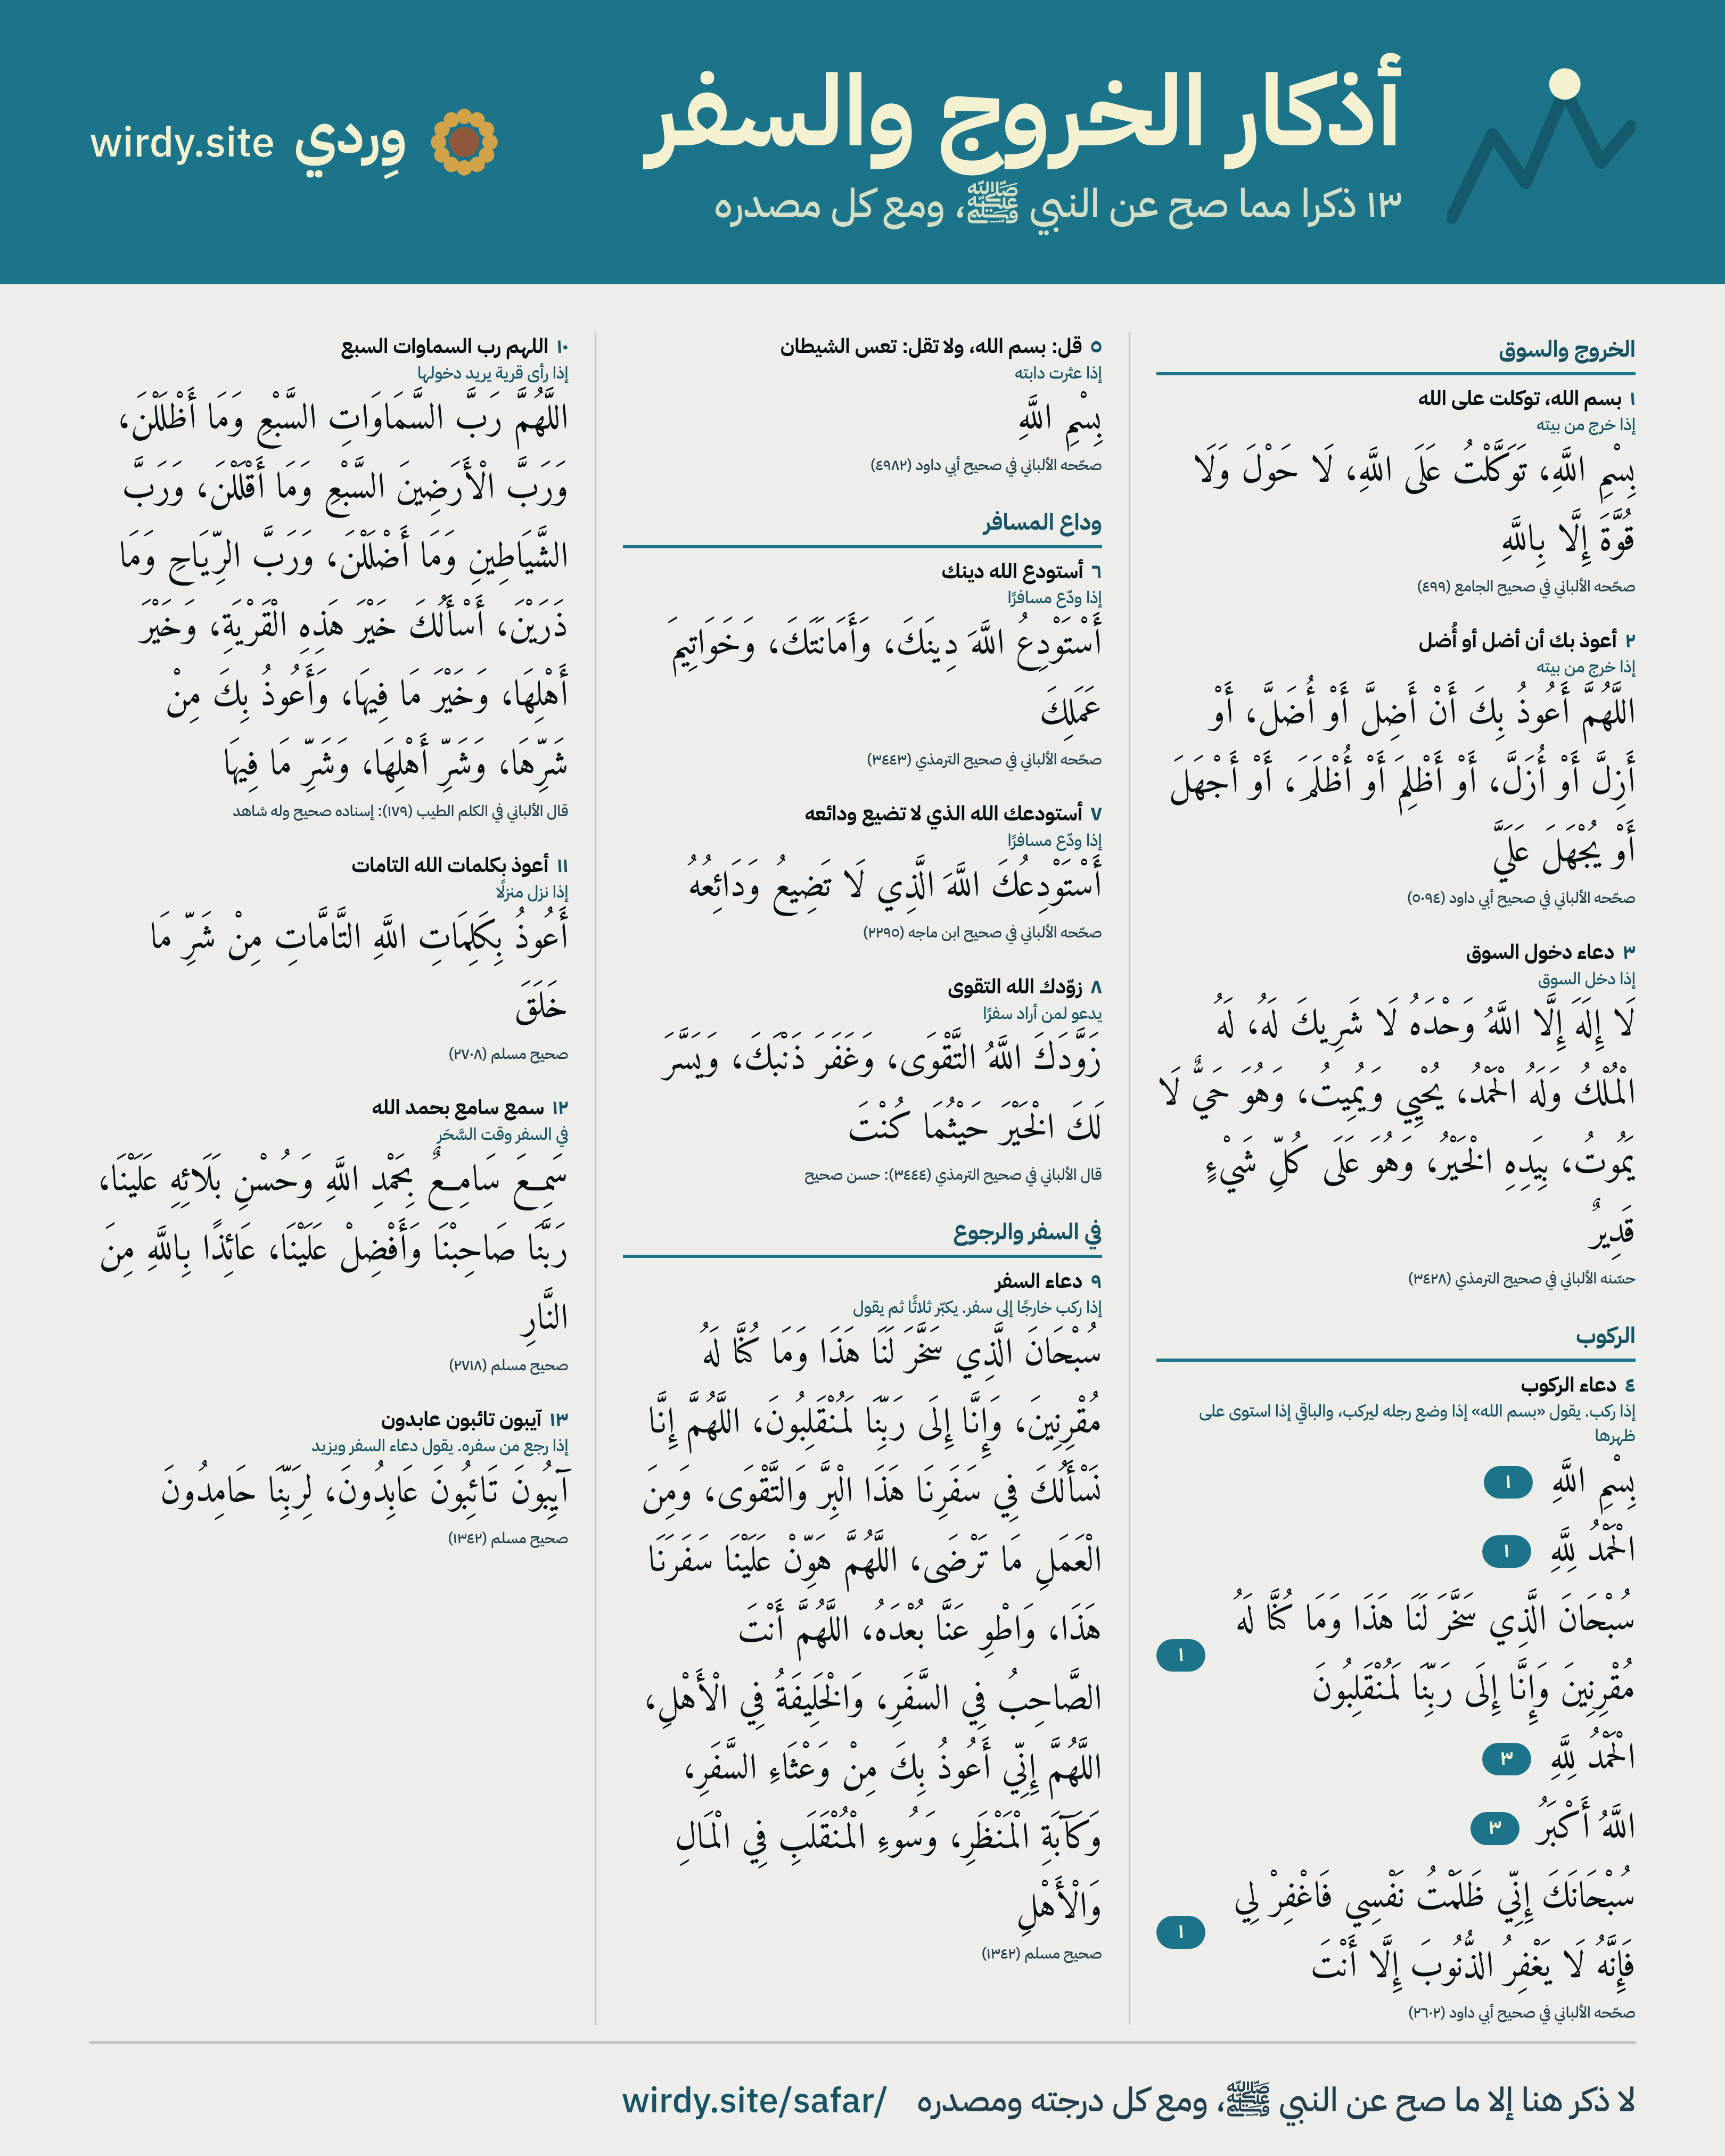 أذكار الخروج والسفر
١٣ ذكرا مما صح عن النبي ﷺ، ومع كل مصدره
وِردي wirdy.site
الخروج والسوق
١ بسم الله، توكلت على الله
إذا خرج من بيته
بِسْمِ اللَّهِ، تَوَكَّلْتُ عَلَى اللَّهِ، لَا حَوْلَ وَلَا
قُوَّةَ إِلَّا بِاللَّهِ
صحّحه الألباني في صحيح الجامع (٤٩٩)
٢ أعوذ بك أن أضل أو أُضل
إذا خرج من بيته
اللَّهُمَّ أَعُوذُ بِكَ أَنْ أَضِلَّ أَوْ أُضَلَّ، أَوْ
أَزِلَّ أَوْ أُزَلَّ، أَوْ أَظْلِمَ أَوْ أُظْلَمَ، أَوْ أَجْهَلَ
أَوْ يُجْهَلَ عَلَيَّ
صحّحه الألباني في صحيح أبي داود (٥٠٩٤)
٣ دعاء دخول السوق
إذا دخل السوق
لَا إِلَهَ إِلَّا اللَّهُ وَحْدَهُ لَا شَرِيكَ لَهُ، لَهُ
الْمُلْكُ وَلَهُ الْحَمْدُ، يُحْيِي وَيُمِيتُ، وَهُوَ حَيٌّ لَا
يَمُوتُ، بِيَدِهِ الْخَيْرُ، وَهُوَ عَلَى كُلِّ شَيْءٍ
قَدِيرٌ
حسّنه الألباني في صحيح الترمذي (٣٤٢٨)
الركوب
٤ دعاء الركوب
إذا ركب. يقول «بسم الله» إذا وضع رجله ليركب، والباقي إذا استوى على
ظهرها
بِسْمِ اللَّهِ ١
الْحَمْدُ لِلَّهِ ١
سُبْحَانَ الَّذِي سَخَّرَ لَنَا هَذَا وَمَا كُنَّا لَهُ
مُقْرِنِينَ وَإِنَّا إِلَى رَبِّنَا لَمُنْقَلِبُونَ ١
الْحَمْدُ لِلَّهِ ٣
اللَّهُ أَكْبَرُ ٣
سُبْحَانَكَ إِنِّي ظَلَمْتُ نَفْسِي فَاغْفِرْ لِي
فَإِنَّهُ لَا يَغْفِرُ الذُّنُوبَ إِلَّا أَنْتَ ١
صحّحه الألباني في صحيح أبي داود (٢٦٠٢)
٥ قل: بسم الله، ولا تقل: تعس الشيطان
إذا عثرت دابته
بِسْمِ اللَّهِ
صحّحه الألباني في صحيح أبي داود (٤٩٨٢)
وداع المسافر
٦ أستودع الله دينك
إذا ودّع مسافرًا
أَسْتَوْدِعُ اللَّهَ دِينَكَ، وَأَمَانَتَكَ، وَخَوَاتِيمَ
عَمَلِكَ
صحّحه الألباني في صحيح الترمذي (٣٤٤٣)
٧ أستودعك الله الذي لا تضيع ودائعه
إذا ودّع مسافرًا
أَسْتَوْدِعُكَ اللَّهَ الَّذِي لَا تَضِيعُ وَدَائِعُهُ
صحّحه الألباني في صحيح ابن ماجه (٢٢٩٥)
٨ زوّدك الله التقوى
يدعو لمن أراد سفرًا
زَوَّدَكَ اللَّهُ التَّقْوَى، وَغَفَرَ ذَنْبَكَ، وَيَسَّرَ
لَكَ الْخَيْرَ حَيْثُمَا كُنْتَ
قال الألباني في صحيح الترمذي (٣٤٤٤): حسن صحيح
في السفر والرجوع
٩ دعاء السفر
إذا ركب خارجًا إلى سفر. يكبّر ثلاثًا ثم يقول
سُبْحَانَ الَّذِي سَخَّرَ لَنَا هَذَا وَمَا كُنَّا لَهُ
مُقْرِنِينَ، وَإِنَّا إِلَى رَبِّنَا لَمُنْقَلِبُونَ، اللَّهُمَّ إِنَّا
نَسْأَلُكَ فِي سَفَرِنَا هَذَا الْبِرَّ وَالتَّقْوَى، وَمِنَ
الْعَمَلِ مَا تَرْضَى، اللَّهُمَّ هَوِّنْ عَلَيْنَا سَفَرَنَا
هَذَا، وَاطْوِ عَنَّا بُعْدَهُ، اللَّهُمَّ أَنْتَ
الصَّاحِبُ فِي السَّفَرِ، وَالْخَلِيفَةُ فِي الْأَهْلِ،
اللَّهُمَّ إِنِّي أَعُوذُ بِكَ مِنْ وَعْثَاءِ السَّفَرِ،
وَكَآبَةِ الْمَنْظَرِ، وَسُوءِ الْمُنْقَلَبِ فِي الْمَالِ
وَالْأَهْلِ
صحيح مسلم (١٣٤٢)
١٠ اللهم رب السماوات السبع
إذا رأى قرية يريد دخولها
اللَّهُمَّ رَبَّ السَّمَاوَاتِ السَّبْعِ وَمَا أَظْلَلْنَ،
وَرَبَّ الْأَرَضِينَ السَّبْعِ وَمَا أَقْلَلْنَ، وَرَبَّ
الشَّيَاطِينِ وَمَا أَضْلَلْنَ، وَرَبَّ الرِّيَاحِ وَمَا
ذَرَيْنَ، أَسْأَلُكَ خَيْرَ هَذِهِ الْقَرْيَةِ، وَخَيْرَ
أَهْلِهَا، وَخَيْرَ مَا فِيهَا، وَأَعُوذُ بِكَ مِنْ
شَرِّهَا، وَشَرِّ أَهْلِهَا، وَشَرِّ مَا فِيهَا
قال الألباني في الكلم الطيب (١٧٩): إسناده صحيح وله شاهد
١١ أعوذ بكلمات الله التامات
إذا نزل منزلًا
أَعُوذُ بِكَلِمَاتِ اللَّهِ التَّامَّاتِ مِنْ شَرِّ مَا
خَلَقَ
صحيح مسلم (٢٧٠٨)
١٢ سمع سامع بحمد الله
في السفر وقت السَّحَرِ
سَمِعَ سَامِعٌ بِحَمْدِ اللَّهِ وَحُسْنِ بَلَائِهِ عَلَيْنَا،
رَبَّنَا صَاحِبْنَا وَأَفْضِلْ عَلَيْنَا، عَائِذًا بِاللَّهِ مِنَ
النَّارِ
صحيح مسلم (٢٧١٨)
١٣ آيبون تائبون عابدون
إذا رجع من سفره. يقول دعاء السفر ويزيد
آيِبُونَ تَائِبُونَ عَابِدُونَ، لِرَبِّنَا حَامِدُونَ
صحيح مسلم (١٣٤٢)
لا ذكر هنا إلا ما صح عن النبي ﷺ، ومع كل درجته ومصدره wirdy.site/safar/